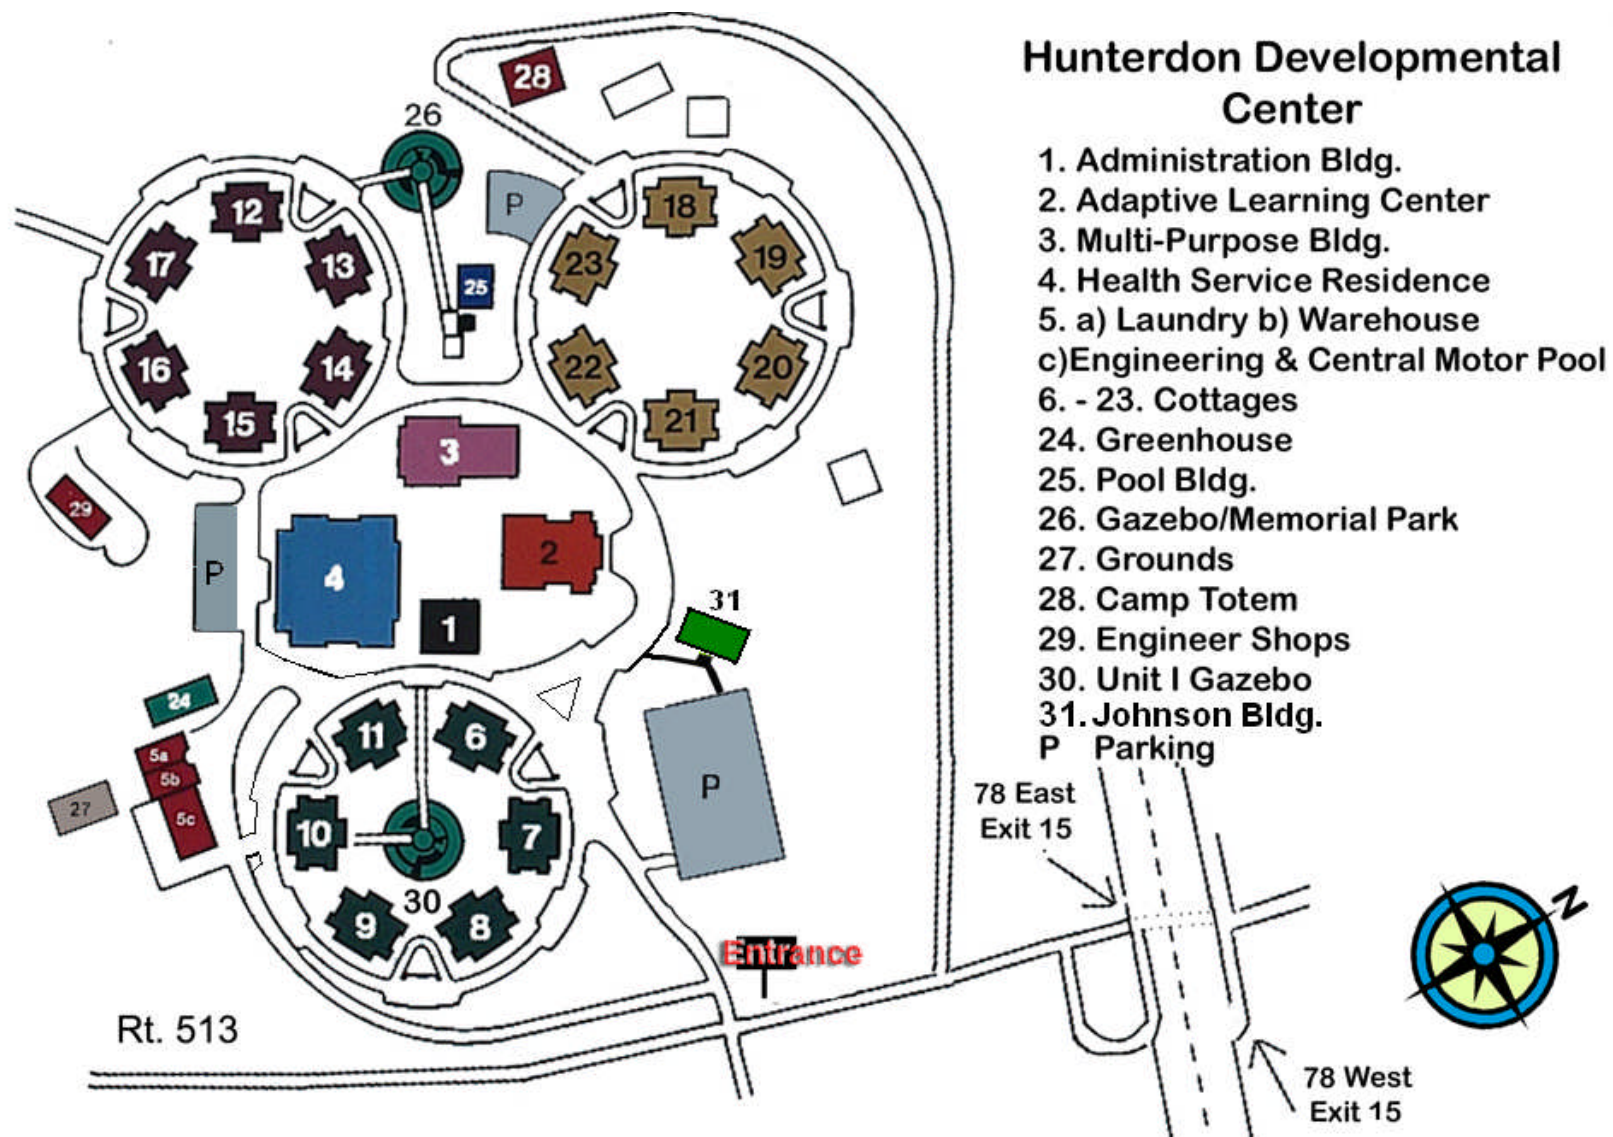 Hunterdon Developmental
Center
1. Administration Bldg.
2. Adaptive Learning Center
3. Multi-Purpose Bldg.
4. Health Service Residence
5. a) Laundry b) Warehouse
c)Engineering & Central Motor Pool
6. - 23. Cottages
24. Greenhouse
25. Pool Bldg.
26. Gazebo/Memorial Park
27. Grounds
28. Camp Totem
29. Engineer Shops
30. Unit I Gazebo
31. Johnson Bldg.
P Parking
28
26
12
17
13
16
14
15
P
18
23
19
25
22
20
21
3
29
P
4
2
1
31
24
5a
5b
5c
27
11
6
10
7
9
30
8
P
78 East
Exit 15
Entrance
N
Rt. 513
78 West
Exit 15